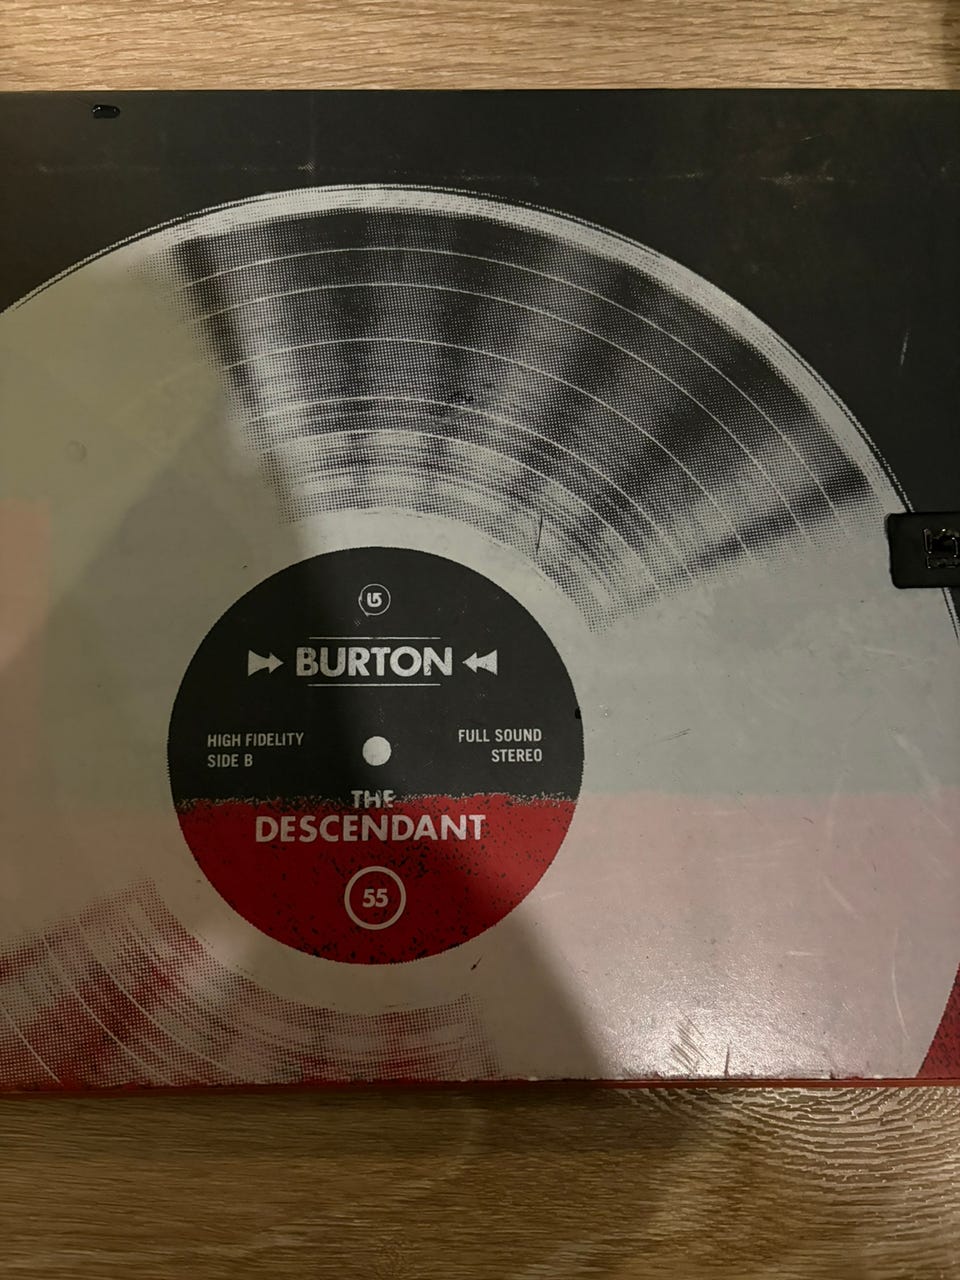 BURTON
HIGH FIDELITY
SIDE B
FULL SOUND
STEREO
THE
DESCENDANT
55